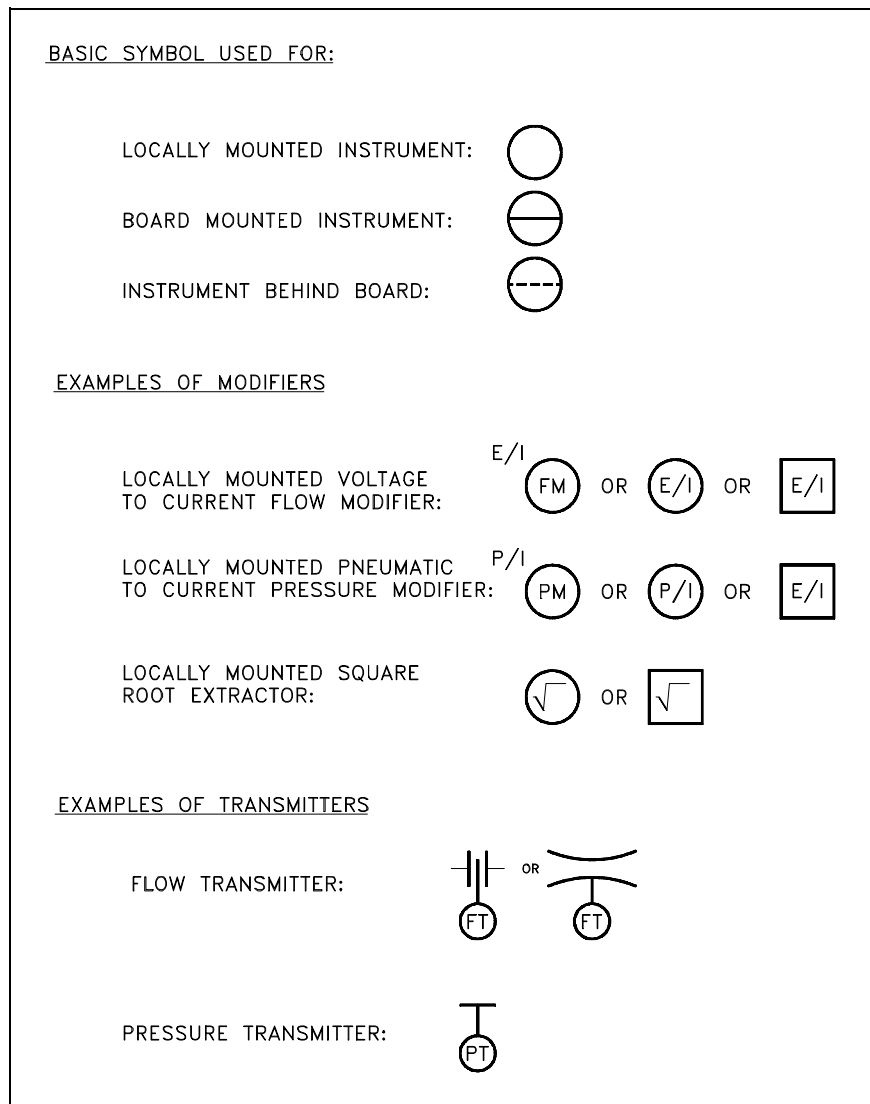 BASIC SYMBOL USED FOR:
LOCALLY MOUNTED INSTRUMENT:
BOARD MOUNTED INSTRUMENT:
INSTRUMENT BEHIND BOARD:
EXAMPLES OF MODIFIERS
E/I
LOCALLY MOUNTED VOLTAGE
TO CURRENT FLOW MODIFIER:
FM OR E/I OR E/I
LOCALLY MOUNTED PNEUMATIC
TO CURRENT PRESSURE MODIFIER:
P/I
PM OR P/I OR E/I
LOCALLY MOUNTED SQUARE
ROOT EXTRACTOR:
√ OR √
EXAMPLES OF TRANSMITTERS
FLOW TRANSMITTER:
OR
FT FT
PRESSURE TRANSMITTER:
PT